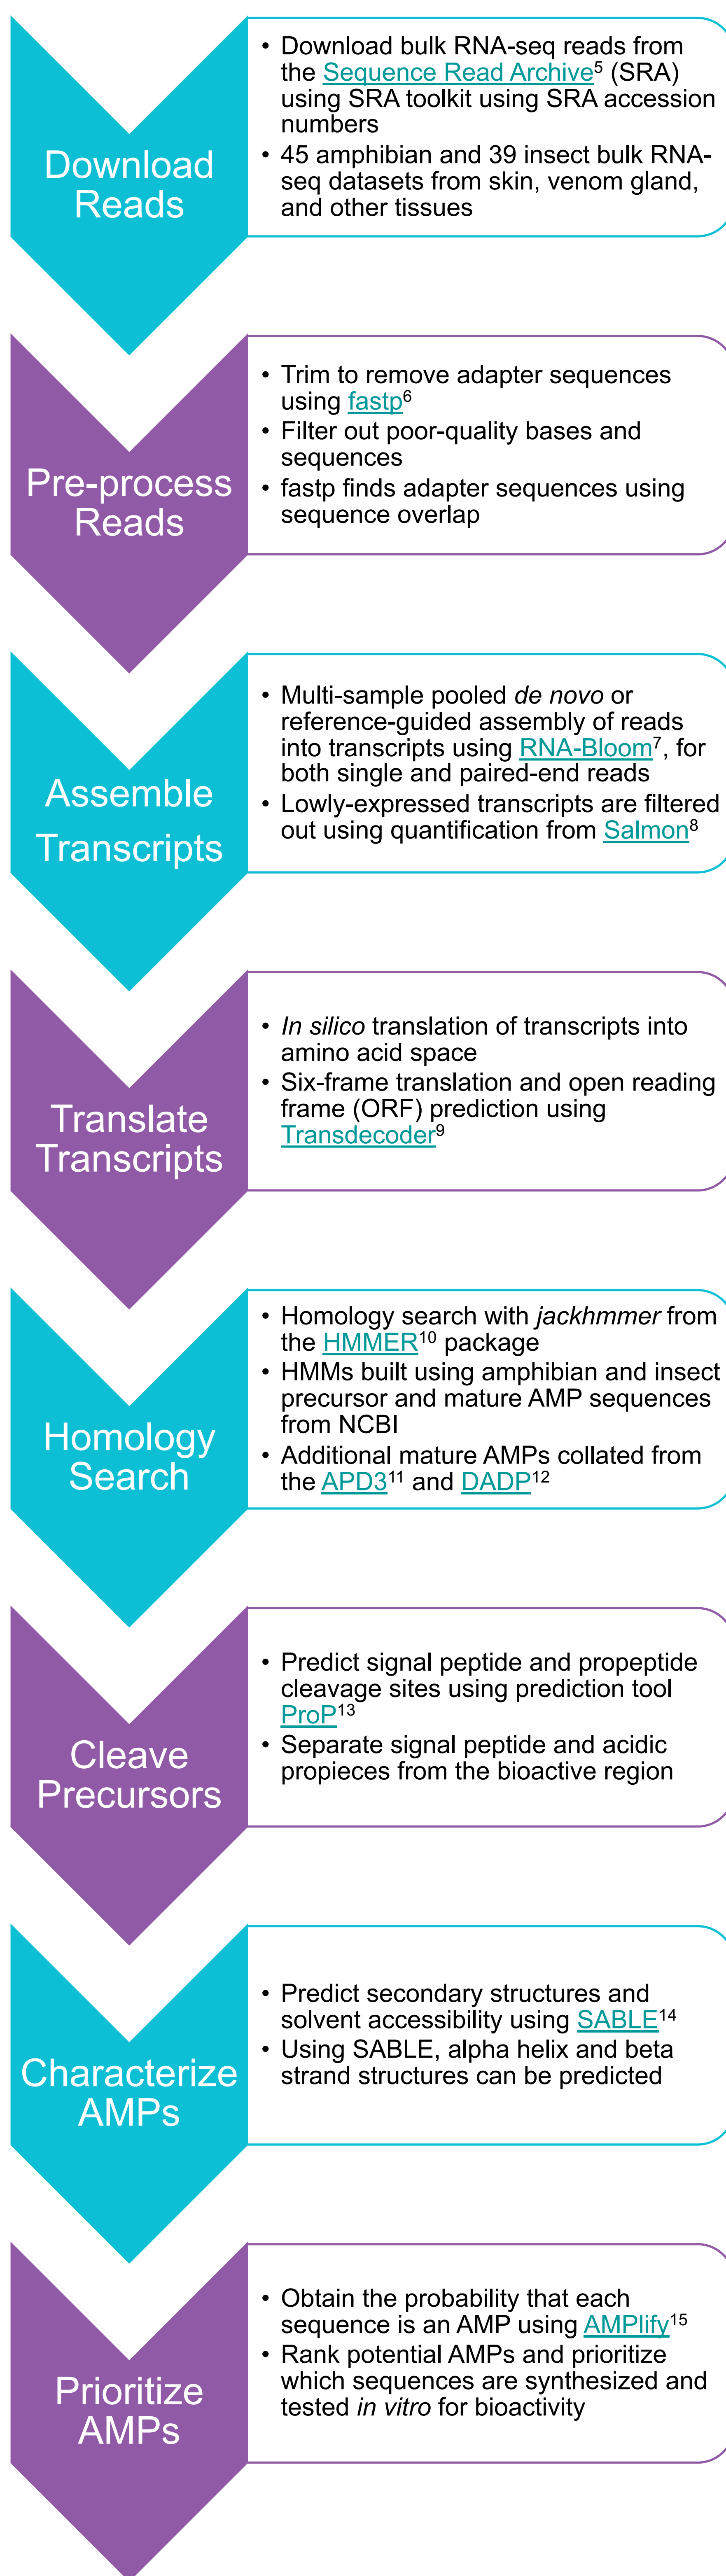 Download
Reads
• Download bulk RNA-seq reads from
the Sequence Read Archive5 (SRA)
using SRA toolkit using SRA accession
numbers
• 45 amphibian and 39 insect bulk RNA-
seq datasets from skin, venom gland,
and other tissues
Pre-process
Reads
• Trim to remove adapter sequences
using fastp6
• Filter out poor-quality bases and
sequences
• fastp finds adapter sequences using
sequence overlap
Assemble
Transcripts
• Multi-sample pooled de novo or
reference-guided assembly of reads
into transcripts using RNA-Bloom7, for
both single and paired-end reads
• Lowly-expressed transcripts are filtered
out using quantification from Salmon8
Translate
Transcripts
• In silico translation of transcripts into
amino acid space
• Six-frame translation and open reading
frame (ORF) prediction using
Transdecoder9
Homology
Search
• Homology search with jackhmmer from
the HMMER10 package
• HMMs built using amphibian and insect
precursor and mature AMP sequences
from NCBI
• Additional mature AMPs collated from
the APD311 and DADP12
Cleave
Precursors
• Predict signal peptide and propeptide
cleavage sites using prediction tool
ProP13
• Separate signal peptide and acidic
propieces from the bioactive region
Characterize
AMPs
• Predict secondary structures and
solvent accessibility using SABLE14
• Using SABLE, alpha helix and beta
strand structures can be predicted
Prioritize
AMPs
• Obtain the probability that each
sequence is an AMP using AMPlify15
• Rank potential AMPs and prioritize
which sequences are synthesized and
tested in vitro for bioactivity